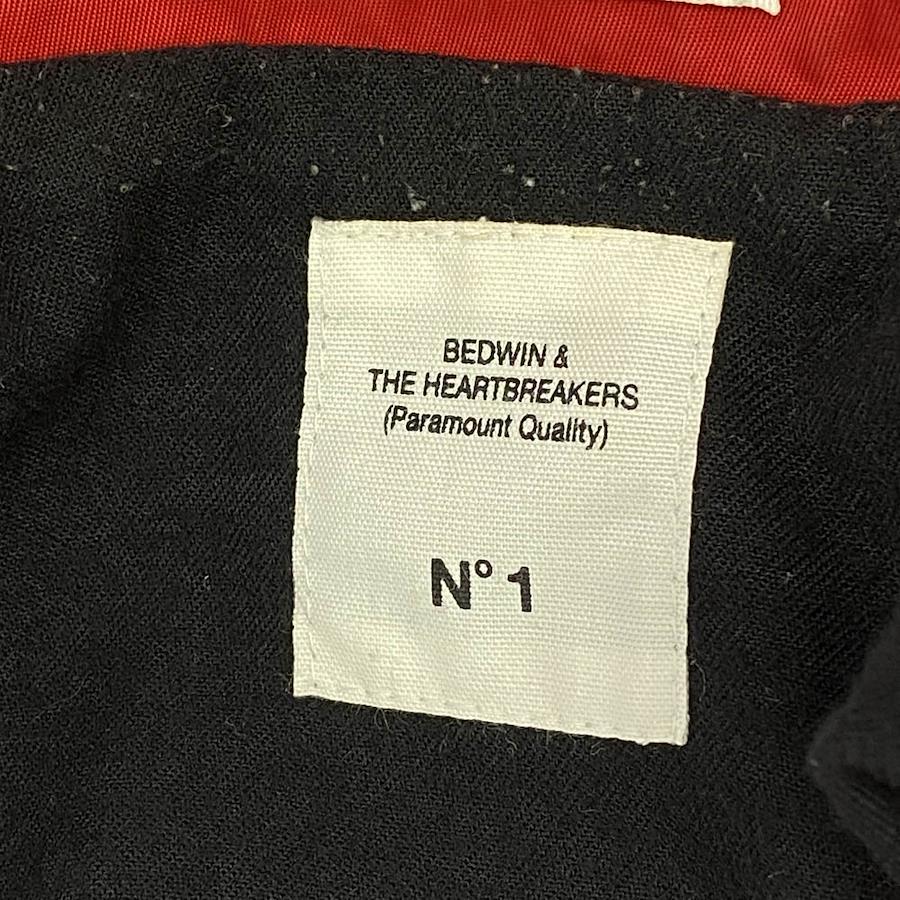 BEDWIN &
THE HEARTBREAKERS
(Paramount Quality)
N° 1